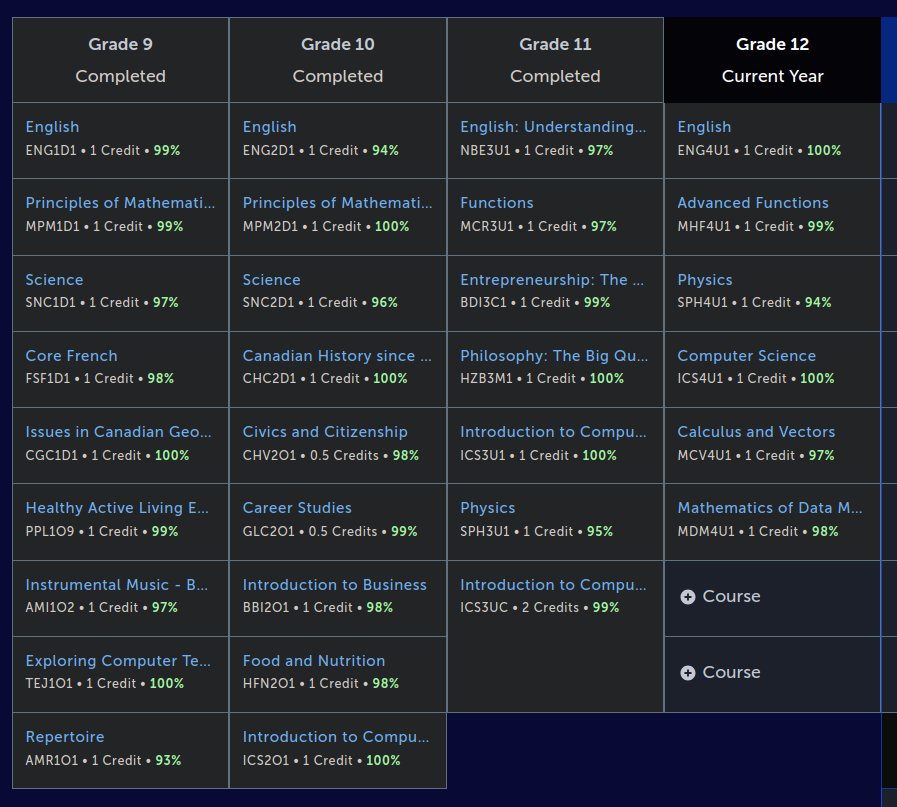 Grade 9
Completed
English
ENG1D1 • 1 Credit • 99%
Principles of Mathemati...
MPM1D1 • 1 Credit • 99%
Science
SNC1D1 • 1 Credit • 97%
Core French
FSF1D1 • 1 Credit • 98%
Issues in Canadian Geo...
CGC1D1 • 1 Credit • 100%
Healthy Active Living E...
PPL1O9 • 1 Credit • 99%
Instrumental Music - B...
AMI1O2 • 1 Credit • 97%
Exploring Computer Te...
TEJ1O1 • 1 Credit • 100%
Repertoire
AMR1O1 • 1 Credit • 93%
Grade 10
Completed
English
ENG2D1 • 1 Credit • 94%
Principles of Mathemati...
MPM2D1 • 1 Credit • 100%
Science
SNC2D1 • 1 Credit • 96%
Canadian History since ...
CHC2D1 • 1 Credit • 100%
Civics and Citizenship
CHV2O1 • 0.5 Credits • 98%
Career Studies
GLC2O1 • 0.5 Credits • 99%
Introduction to Business
BBI2O1 • 1 Credit • 98%
Food and Nutrition
HFN2O1 • 1 Credit • 98%
Introduction to Compu...
ICS2O1 • 1 Credit • 100%
Grade 11
Completed
English: Understanding...
NBE3U1 • 1 Credit • 97%
Functions
MCR3U1 • 1 Credit • 97%
Entrepreneurship: The ...
BDI3C1 • 1 Credit • 99%
Philosophy: The Big Qu...
HZB3M1 • 1 Credit • 100%
Introduction to Compu...
ICS3U1 • 1 Credit • 100%
Physics
SPH3U1 • 1 Credit • 95%
Introduction to Compu...
ICS3UC • 2 Credits • 99%
Grade 12
Current Year
English
ENG4U1 • 1 Credit • 100%
Advanced Functions
MHF4U1 • 1 Credit • 99%
Physics
SPH4U1 • 1 Credit • 94%
Computer Science
ICS4U1 • 1 Credit • 100%
Calculus and Vectors
MCV4U1 • 1 Credit • 97%
Mathematics of Data M...
MDM4U1 • 1 Credit • 98%
Course
Course